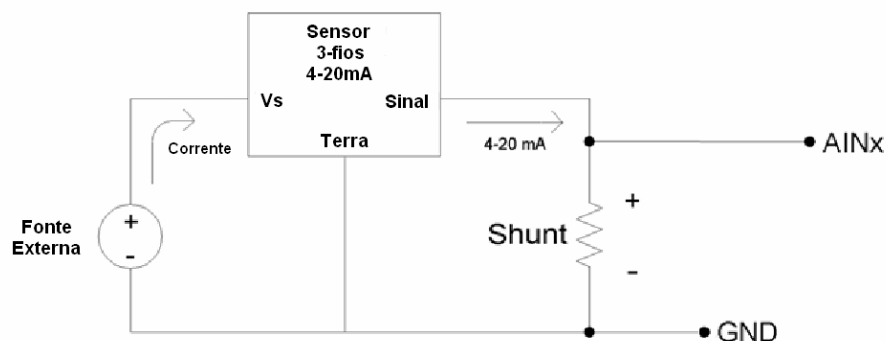 Sensor
3-fios
4-20mA
Vs
Sinal
Terra
Corrente
4-20 mA
AINx
Fonte
Externa
+
-
Shunt
+
-
GND